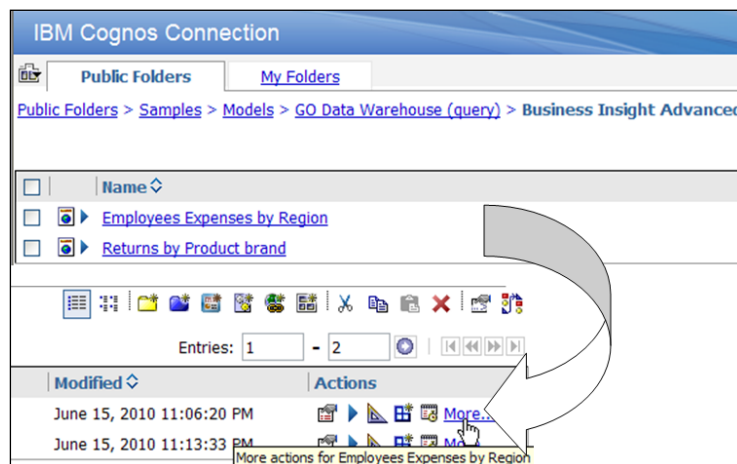 IBM Cognos Connection
Public Folders My Folders
Public Folders > Samples > Models > GO Data Warehouse (query) > Business Insight Advanced
Name
Employees Expenses by Region
Returns by Product brand
Entries: 1 - 2
Modified Actions
June 15, 2010 11:06:20 PM More...
June 15, 2010 11:13:33 PM
More actions for Employees Expenses by Region